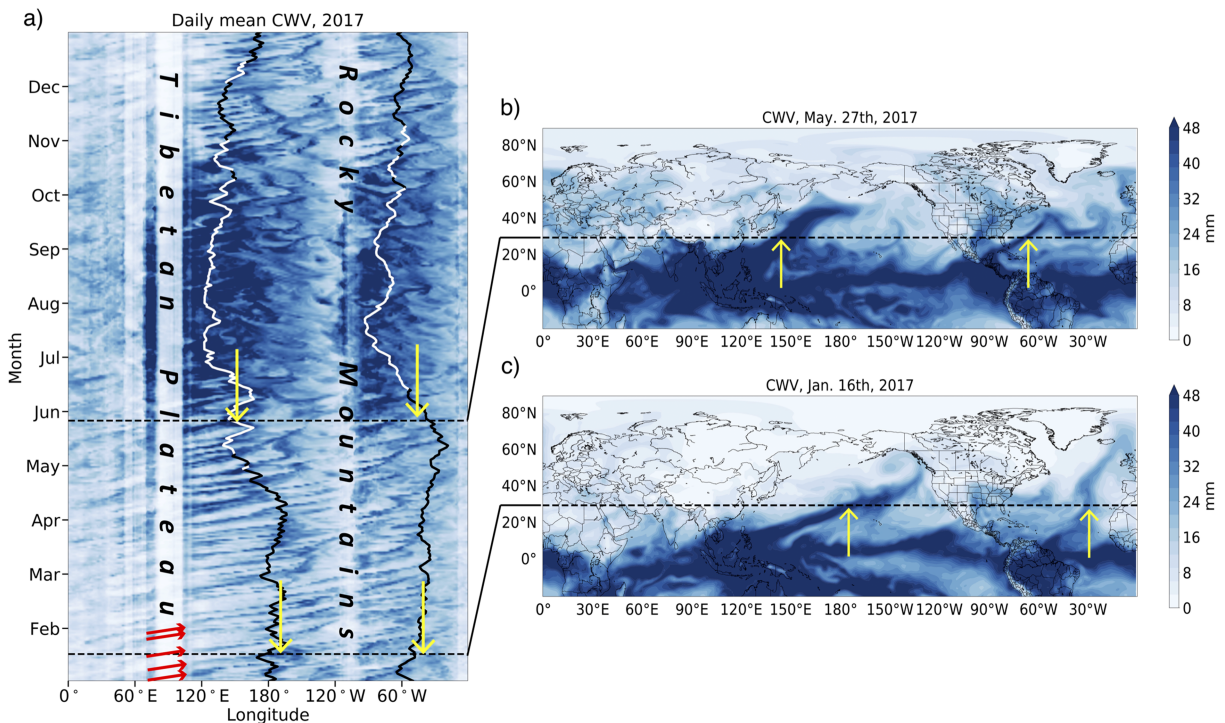 a)
Daily mean CWV, 2017
Month
Dec
Nov
Oct
Sep
Aug
Jul
Jun
May
Apr
Mar
Feb
Tibetan Plateau
Rocky Mountains
0° 60°E 120°E 180° 120°W 60°W
Longitude
b)
CWV, May. 27th, 2017
80°N
60°N
40°N
20°N
0°
0° 30°E 60°E 90°E 120°E 150°E 180° 150°W 120°W 90°W 60°W 30°W
48
40
32
24
16
8
0
mm
c)
CWV, Jan. 16th, 2017
80°N
60°N
40°N
20°N
0°
0° 30°E 60°E 90°E 120°E 150°E 180° 150°W 120°W 90°W 60°W 30°W
48
40
32
24
16
8
0
mm